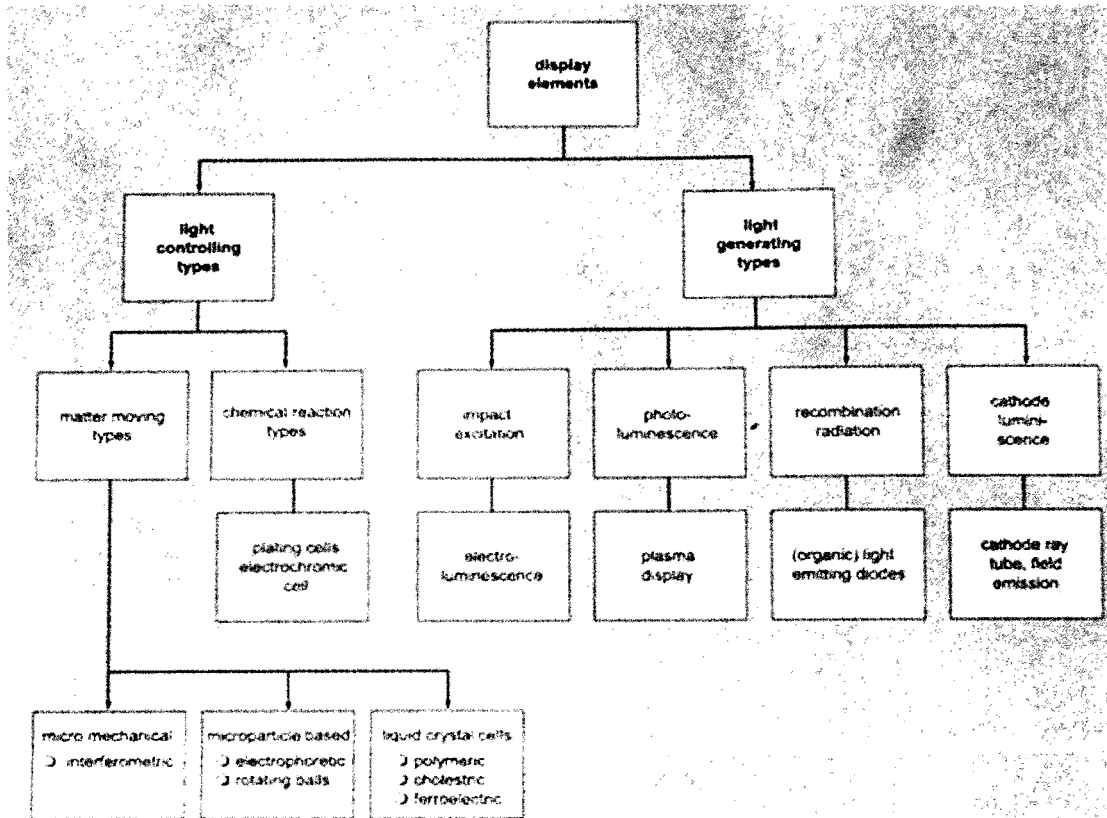 display
elements
light
controlling
types
light
generating
types
matter moving
types
chemical reaction
types
impact
excitation
photo-
luminescence
recombination
radiation
cathode
lumini-
scence
plating cells
electrochromic
cell
electro-
luminescence
plasma
display
(organic) light
emitting diodes
cathode ray
tube, field
emission
micro mechanical
❍ interferometric
microparticle based
❍ electrophoretic
❍ rotating balls
liquid crystal cells
❍ polymeric
❍ cholestric
❍ ferroelectric